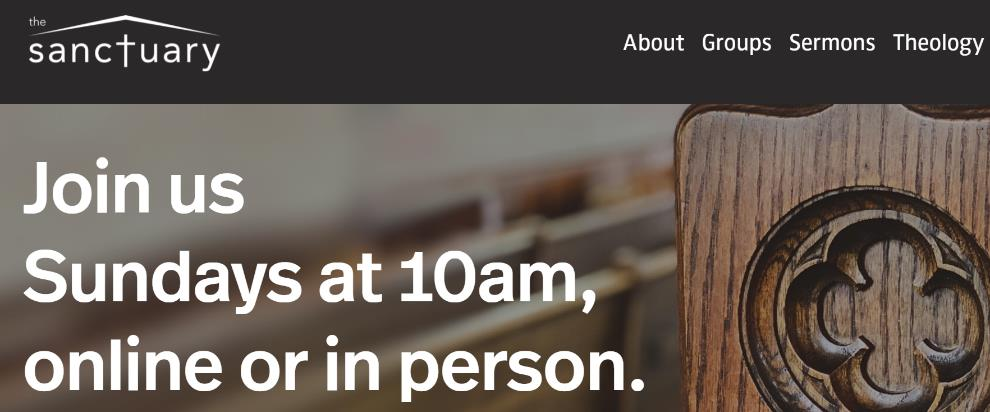 the
sanctuary
About Groups Sermons Theology
Join us
Sundays at 10am,
online or in person.